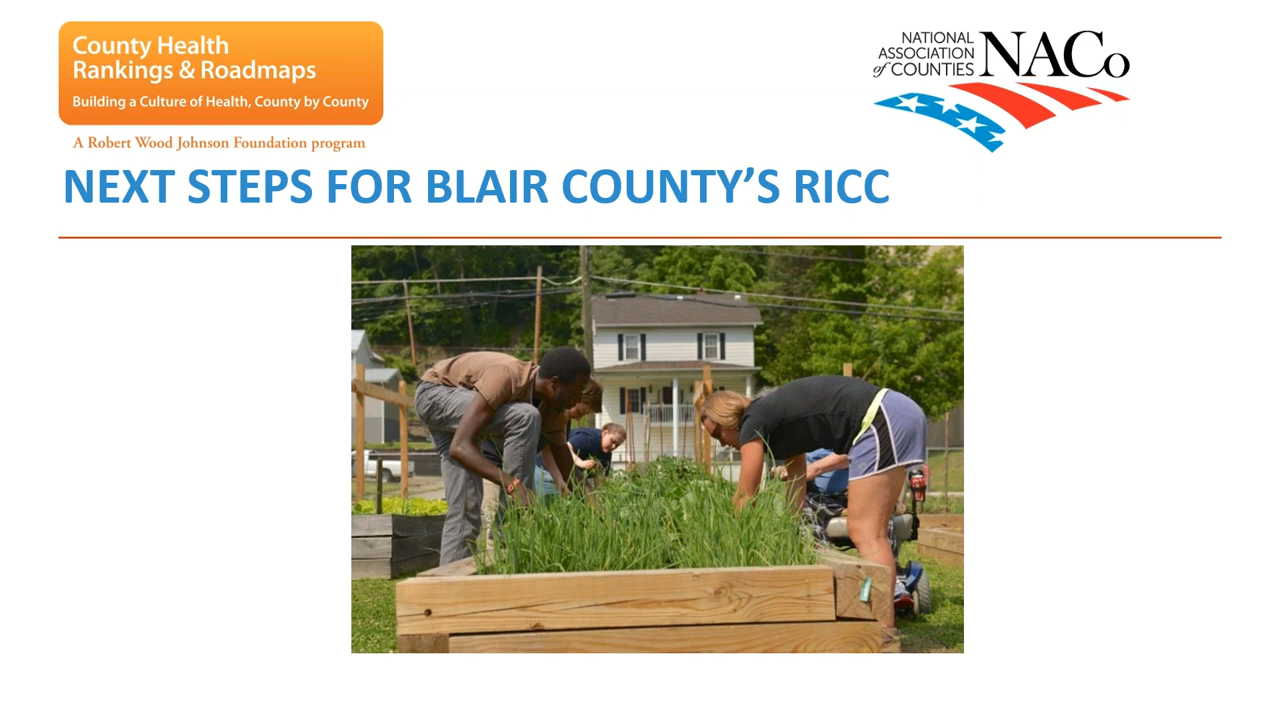 County Health
Rankings & Roadmaps
Building a Culture of Health, County by County
A Robert Wood Johnson Foundation program
NATIONAL
ASSOCIATION
of COUNTIES
NACo
NEXT STEPS FOR BLAIR COUNTY’S RICC